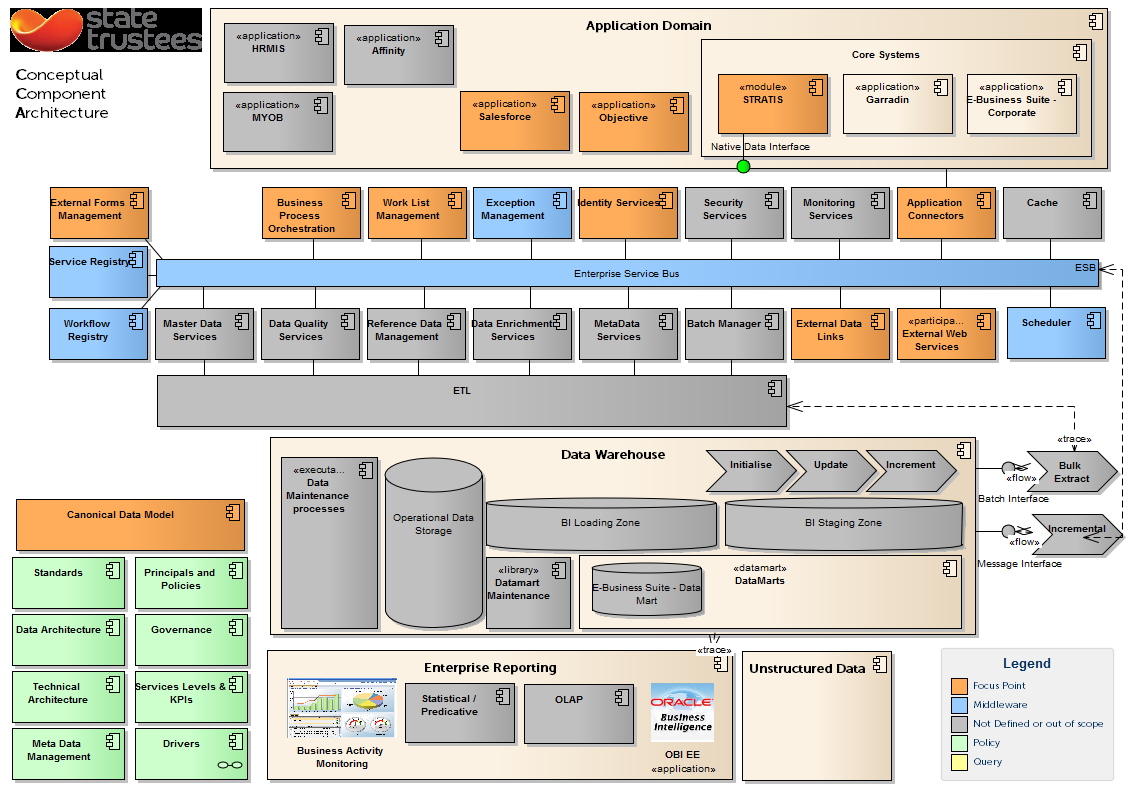 state
trustees
Conceptual
Component
Architecture
Application Domain
«application»
HRMIS
«application»
Affinity
«application»
MYOB
«application»
Salesforce
«application»
Objective
Core Systems
«module»
STRATIS
«application»
Garradin
«application»
E-Business Suite -
Corporate
Native Data Interface
External Forms
Management
Business
Process
Orchestration
Work List
Management
Exception
Management
Identity Services
Security
Services
Monitoring
Services
Application
Connectors
Cache
Service Registry
Enterprise Service Bus
ESB
Workflow
Registry
Master Data
Services
Data Quality
Services
Reference Data
Management
Data Enrichment
Services
MetaData
Services
Batch Manager
External Data
Links
«participa...
External Web
Services
Scheduler
ETL
«trace»
Data Warehouse
«executa...
Data
Maintenance
processes
Operational Data
Storage
Initialise
Update
Increment
BI Loading Zone
BI Staging Zone
«library»
Datamart
Maintenance
«datamart»
DataMarts
E-Business Suite - Data
Mart
Bulk
Extract
«flow»
Batch Interface
Incremental
«flow»
Message Interface
Canonical Data Model
Standards
Principals and
Policies
Data Architecture
Governance
Technical
Architecture
Services Levels &
KPIs
Meta Data
Management
Drivers
«trace»
Enterprise Reporting
Business Activity
Monitoring
Statistical /
Predicative
OLAP
ORACLE
Business
Intelligence
OBI EE
«application»
Unstructured Data
Legend
Focus Point
Middleware
Not Defined or out of scope
Policy
Query